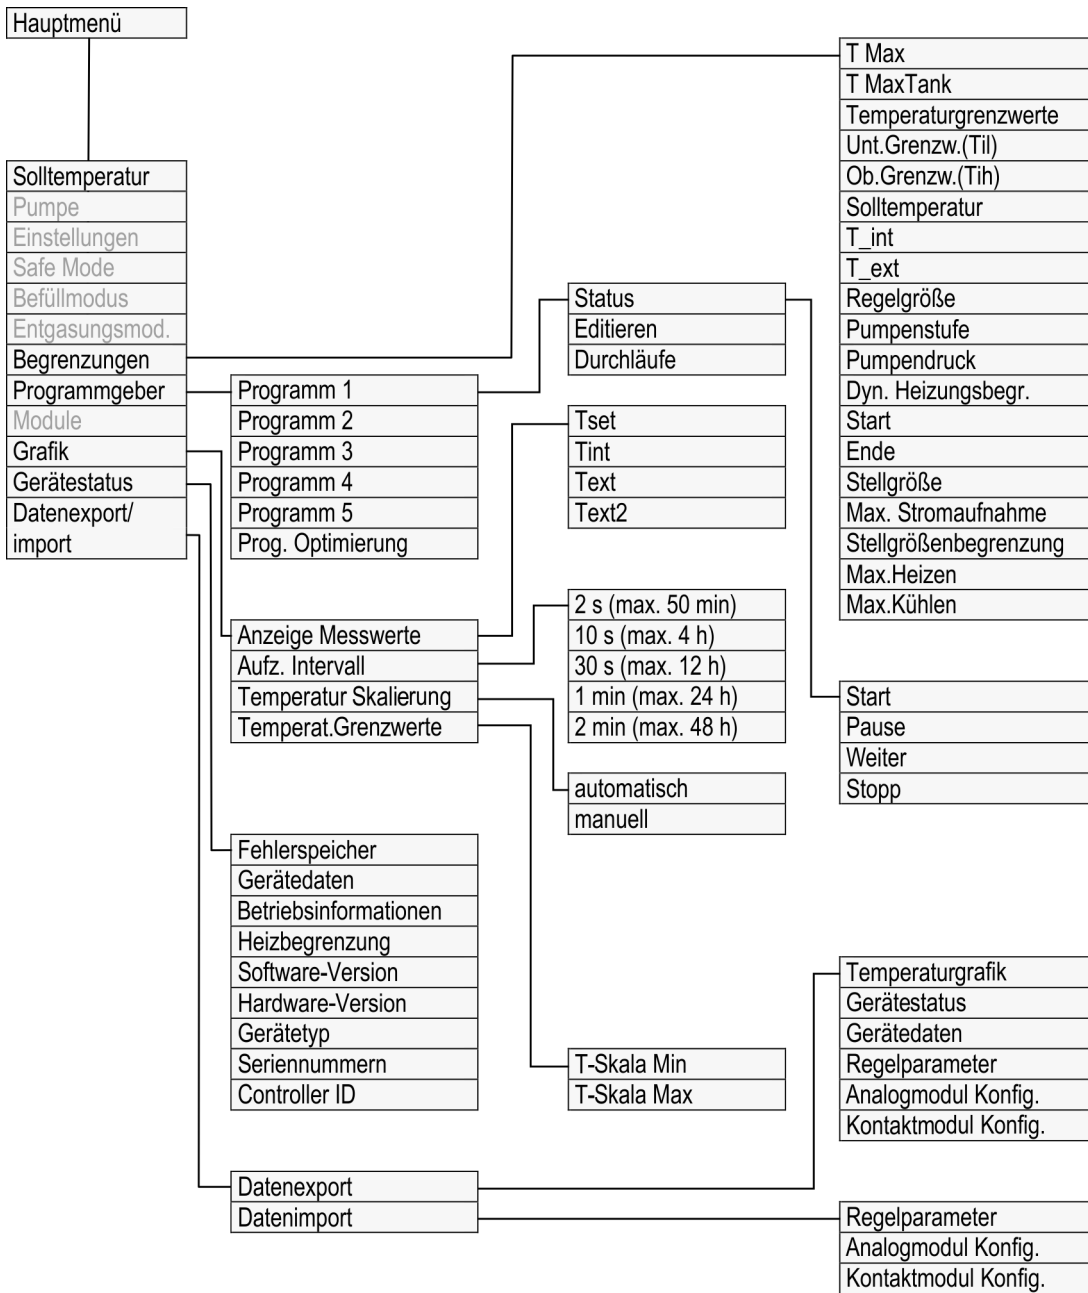 Hauptmenü
Solltemperatur
Pumpe
Einstellungen
Safe Mode
Befüllmodus
Entgasungsmod.
Begrenzungen
Programmgeber
Module
Grafik
Gerätestatus
Datenexport/
import
Programm 1
Programm 2
Programm 3
Programm 4
Programm 5
Prog. Optimierung
Anzeige Messwerte
Aufz. Intervall
Temperatur Skalierung
Temperat.Grenzwerte
Fehlerspeicher
Gerätedaten
Betriebsinformationen
Heizbegrenzung
Software-Version
Hardware-Version
Gerätetyp
Seriennummern
Controller ID
Datenexport
Datenimport
Status
Editieren
Durchläufe
Tset
Tint
Text
Text2
2 s (max. 50 min)
10 s (max. 4 h)
30 s (max. 12 h)
1 min (max. 24 h)
2 min (max. 48 h)
automatisch
manuell
T-Skala Min
T-Skala Max
T Max
T MaxTank
Temperaturgrenzwerte
Unt.Grenzw.(Til)
Ob.Grenzw.(Tih)
Solltemperatur
T_int
T_ext
Regelgröße
Pumpenstufe
Pumpendruck
Dyn. Heizungsbegr.
Start
Ende
Stellgröße
Max. Stromaufnahme
Stellgrößenbegrenzung
Max.Heizen
Max.Kühlen
Start
Pause
Weiter
Stopp
Temperaturgrafik
Gerätestatus
Gerätedaten
Regelparameter
Analogmodul Konfig.
Kontaktmodul Konfig.
Regelparameter
Analogmodul Konfig.
Kontaktmodul Konfig.